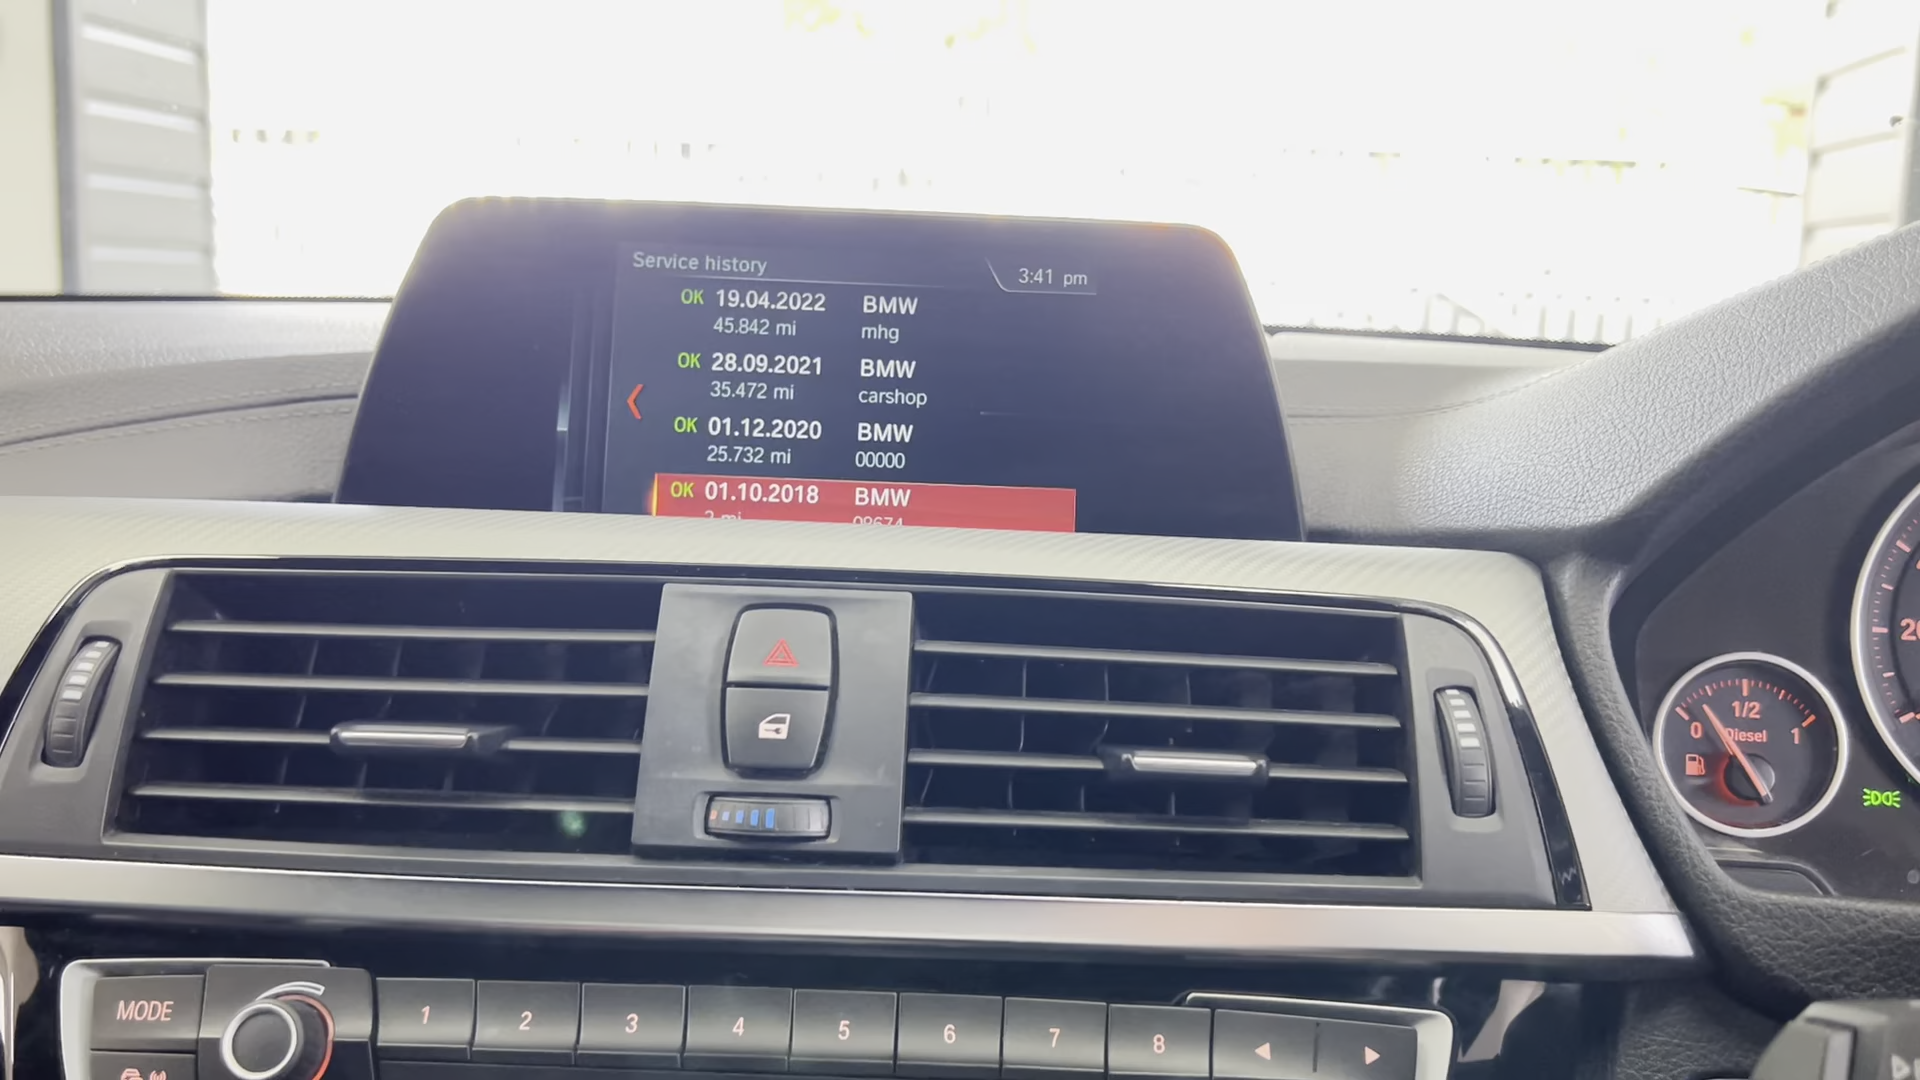 Service history
3:41 pm
OK 19.04.2022 BMW
45.842 mi mhg
OK 28.09.2021 BMW
35.472 mi carshop
OK 01.12.2020 BMW
25.732 mi 00000
OK 01.10.2018 BMW
1/2
0 Diesel 1
20
MODE
1 2 3 4 5 6 7 8